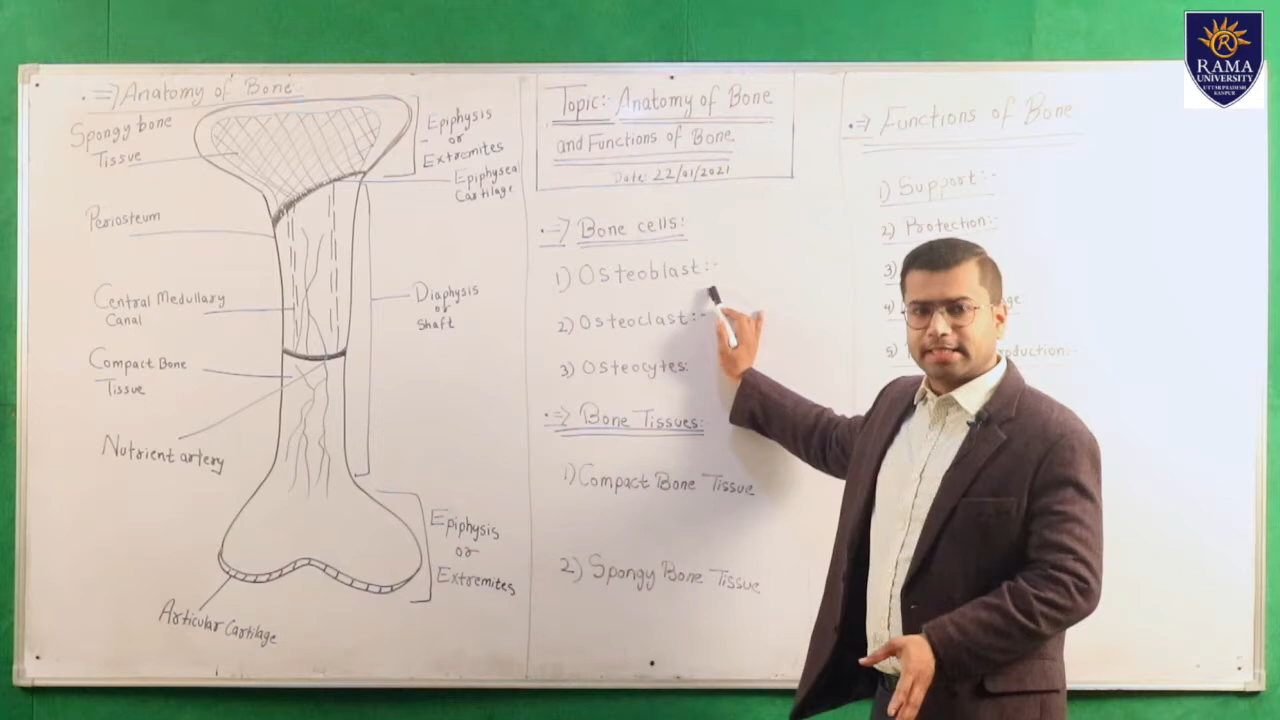 •⇒ Anatomy of Bone:-
Spongy bone
Tissue
Periosteum
Central Medullary
Canal
Compact Bone
Tissue
Nutrient artery
Articular Cartilage
Epiphysis
or
Extremites
Epiphyseal
Cartilage
Diaphysis
or
Shaft
Epiphysis
or
Extremites
Topic:- Anatomy of Bone
and Functions of Bone.
Date: 22/01/2021
•⇒ Bone cells:
1) Osteoblast:-
2) Osteoclast:-
3) Osteocytes:
•⇒ Bone Tissues:
1) Compact Bone Tissue
2) Spongy Bone Tissue
•⇒ Functions of Bone
1) Support:-
2) Protection:-
3)
4)
5)
RAMA
UNIVERSITY
UTTAR PRADESH
KANPUR